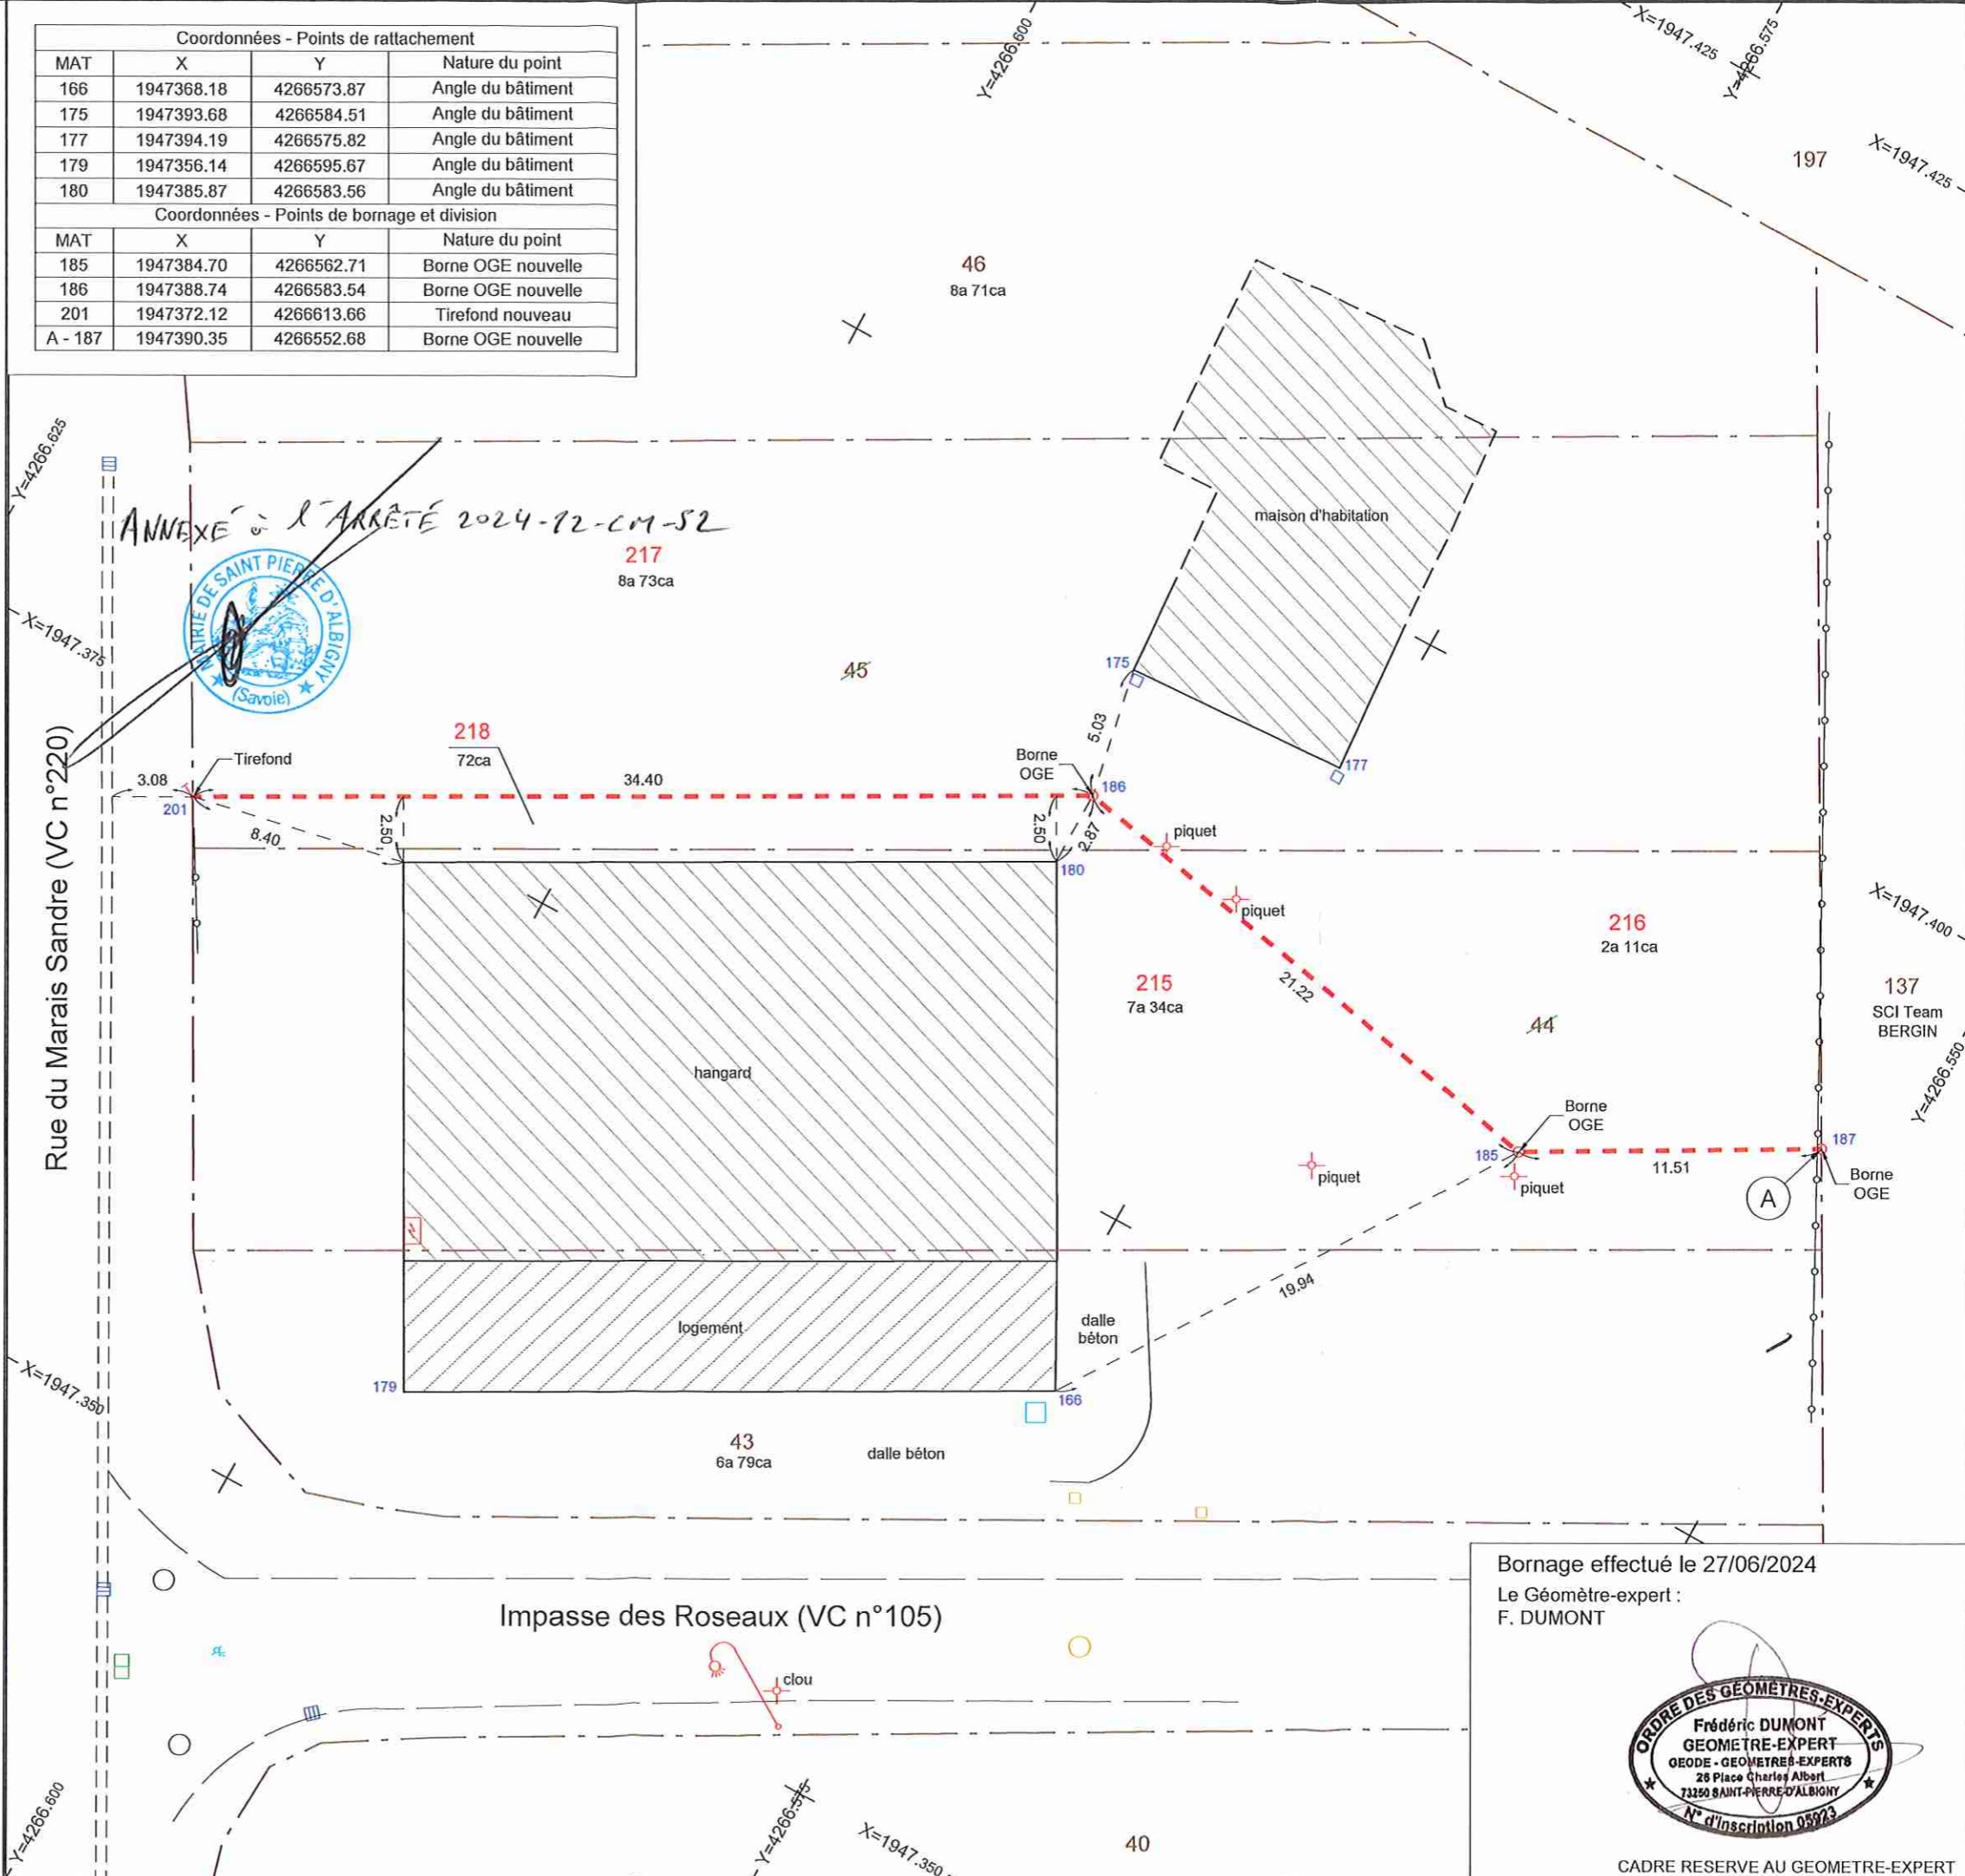 Coordonnées - Points de rattachement
MAT X Y Nature du point
166 1947368.18 4266573.87 Angle du bâtiment
175 1947393.68 4266584.51 Angle du bâtiment
177 1947394.19 4266575.82 Angle du bâtiment
179 1947356.14 4266595.67 Angle du bâtiment
180 1947385.87 4266583.56 Angle du bâtiment
Coordonnées - Points de bornage et division
MAT X Y Nature du point
185 1947384.70 4266562.71 Borne OGE nouvelle
186 1947388.74 4266583.54 Borne OGE nouvelle
201 1947372.12 4266613.66 Tirefond nouveau
A - 187 1947390.35 4266552.68 Borne OGE nouvelle
Y=4266.600
X=1947.425
Y=4266.575
X=1947.425
197
46
8a 71ca
Y=4266.625
ANNEXÉ à l'ARRÊTÉ 2024-12-CM-52
MAIRIE DE SAINT PIERRE D'ALBIGNY
(Savoie)
217
8a 73ca
maison d'habitation
X=1947.375
45
175
177
5.03
218
72ca
Tirefond
3.08
201
34.40
Borne
OGE
186
8.40
2.50
2.50
2.87
180
piquet
piquet
Rue du Marais Sandre (VC n°220)
X=1947.400
216
2a 11ca
215
7a 34ca
21.22
137
SCI Team
BERGIN
44
Y=4266.550
hangard
Borne
OGE
185
187
11.51
piquet
piquet
A
Borne
OGE
19.94
logement
dalle
béton
X=1947.350
179
166
43
6a 79ca
dalle béton
Impasse des Roseaux (VC n°105)
clou
Y=4266.600
Y=4266.575
X=1947.350
40
Bornage effectué le 27/06/2024
Le Géomètre-expert :
F. DUMONT
ORDRE DES GÉOMÈTRES-EXPERTS
Frédéric DUMONT
GEOMETRE-EXPERT
GEODE - GEOMETRES-EXPERTS
26 Place Charles Albert
73250 SAINT-PIERRE-D'ALBIGNY
N° d'inscription 05923
CADRE RESERVE AU GEOMETRE-EXPERT